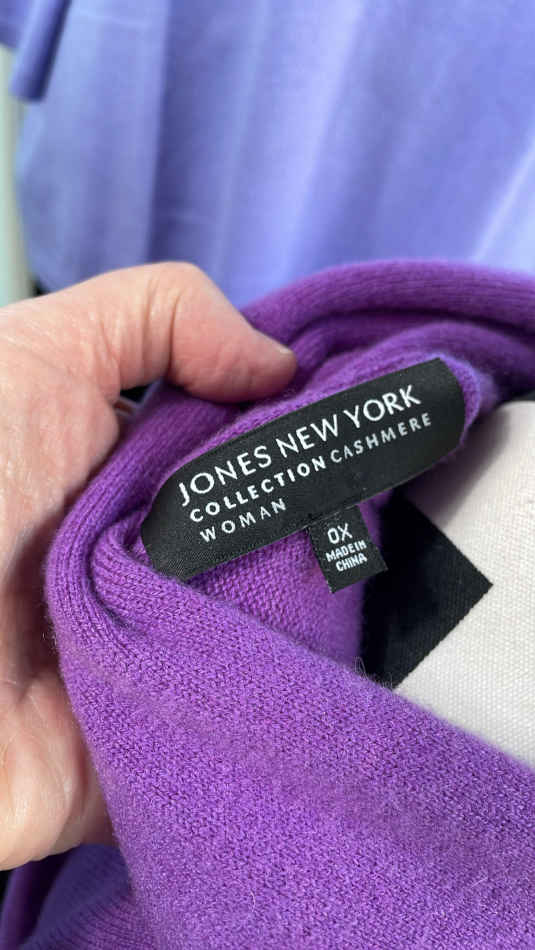 JONES NEW YORK
COLLECTION CASHMERE
WOMAN
0X
MADE IN
CHINA